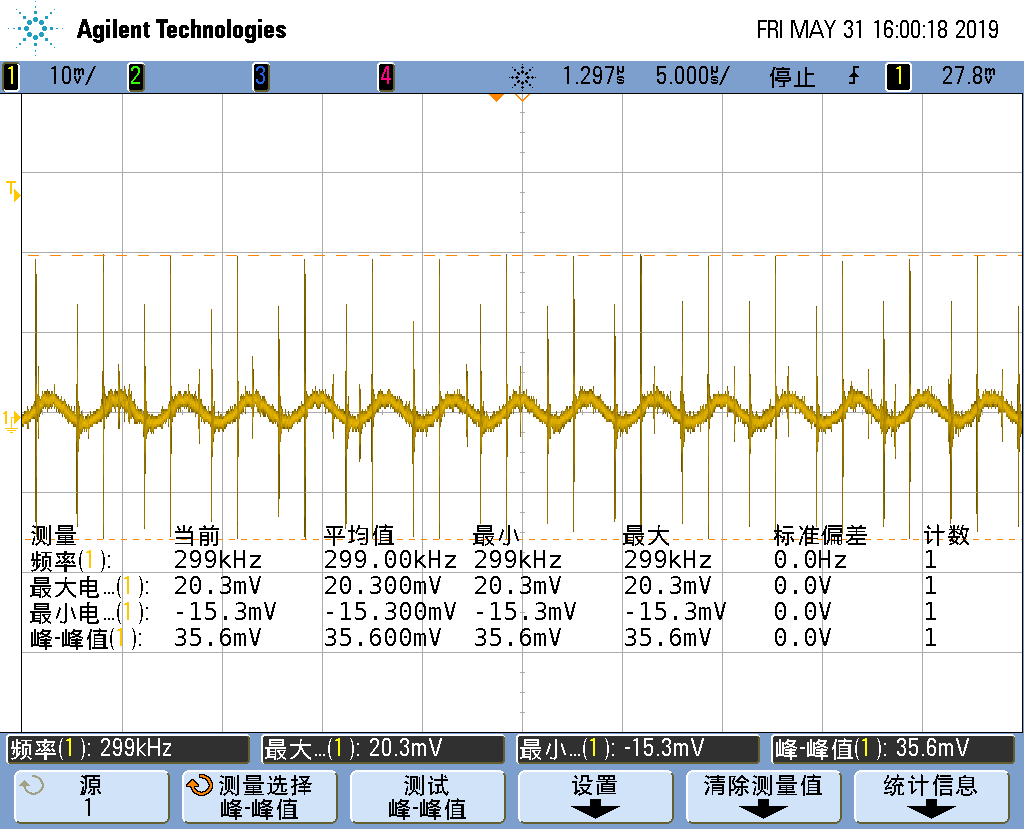 Agilent Technologies FRI MAY 31 16:00:18 2019
1 10mV/ 2 3 4 1.297µs 5.000µs/ 停止 1 27.8mV
T
1
测量 当前 平均值 最小 最大 标准偏差 计数
频率(1): 299kHz 299.00kHz 299kHz 299kHz 0.0Hz 1
最大电...(1): 20.3mV 20.300mV 20.3mV 20.3mV 0.0V 1
最小电...(1): -15.3mV -15.300mV -15.3mV -15.3mV 0.0V 1
峰-峰值(1): 35.6mV 35.600mV 35.6mV 35.6mV 0.0V 1
频率(1): 299kHz 最大...(1): 20.3mV 最小...(1): -15.3mV 峰-峰值(1): 35.6mV
源 测量选择 测试 设置 清除测量值 统计信息
1 峰-峰值 峰-峰值